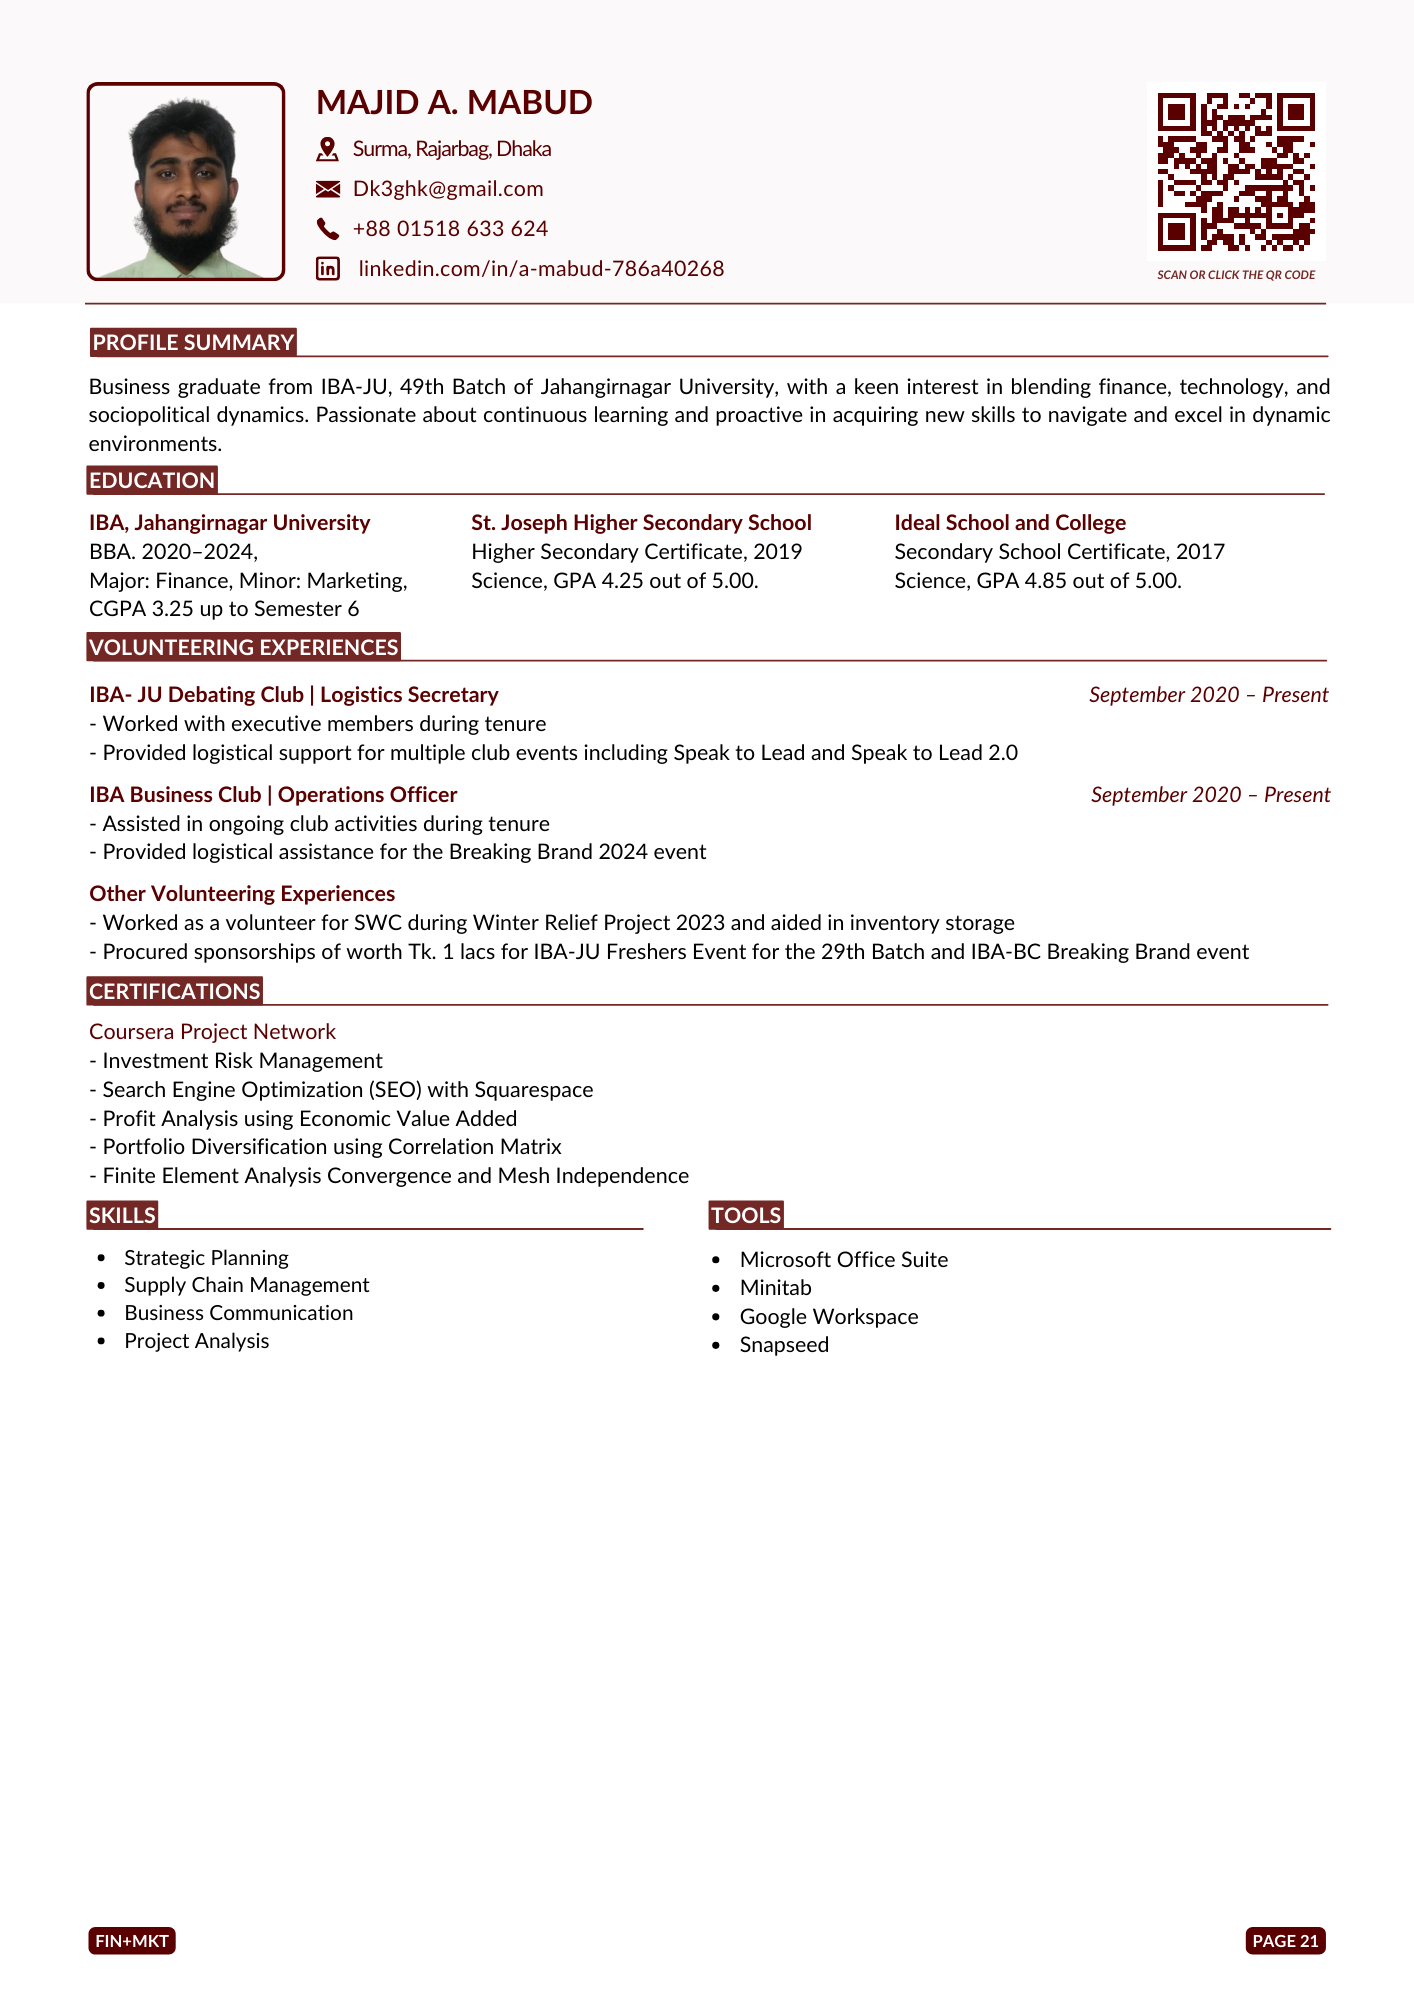 MAJID A. MABUD
Surma, Rajarbag, Dhaka
Dk3ghk@gmail.com
+88 01518 633 624
linkedin.com/in/a-mabud-786a40268
SCAN OR CLICK THE QR CODE
PROFILE SUMMARY
Business graduate from IBA-JU, 49th Batch of Jahangirnagar University, with a keen interest in blending finance, technology, and
sociopolitical dynamics. Passionate about continuous learning and proactive in acquiring new skills to navigate and excel in dynamic
environments.
EDUCATION
IBA, Jahangirnagar University
BBA. 2020–2024,
Major: Finance, Minor: Marketing,
CGPA 3.25 up to Semester 6
St. Joseph Higher Secondary School
Higher Secondary Certificate, 2019
Science, GPA 4.25 out of 5.00.
Ideal School and College
Secondary School Certificate, 2017
Science, GPA 4.85 out of 5.00.
VOLUNTEERING EXPERIENCES
IBA- JU Debating Club | Logistics Secretary September 2020 – Present
- Worked with executive members during tenure
- Provided logistical support for multiple club events including Speak to Lead and Speak to Lead 2.0
IBA Business Club | Operations Officer September 2020 – Present
- Assisted in ongoing club activities during tenure
- Provided logistical assistance for the Breaking Brand 2024 event
Other Volunteering Experiences
- Worked as a volunteer for SWC during Winter Relief Project 2023 and aided in inventory storage
- Procured sponsorships of worth Tk. 1 lacs for IBA-JU Freshers Event for the 29th Batch and IBA-BC Breaking Brand event
CERTIFICATIONS
Coursera Project Network
- Investment Risk Management
- Search Engine Optimization (SEO) with Squarespace
- Profit Analysis using Economic Value Added
- Portfolio Diversification using Correlation Matrix
- Finite Element Analysis Convergence and Mesh Independence
SKILLS
• Strategic Planning
• Supply Chain Management
• Business Communication
• Project Analysis
TOOLS
• Microsoft Office Suite
• Minitab
• Google Workspace
• Snapseed
FIN+MKT
PAGE 21